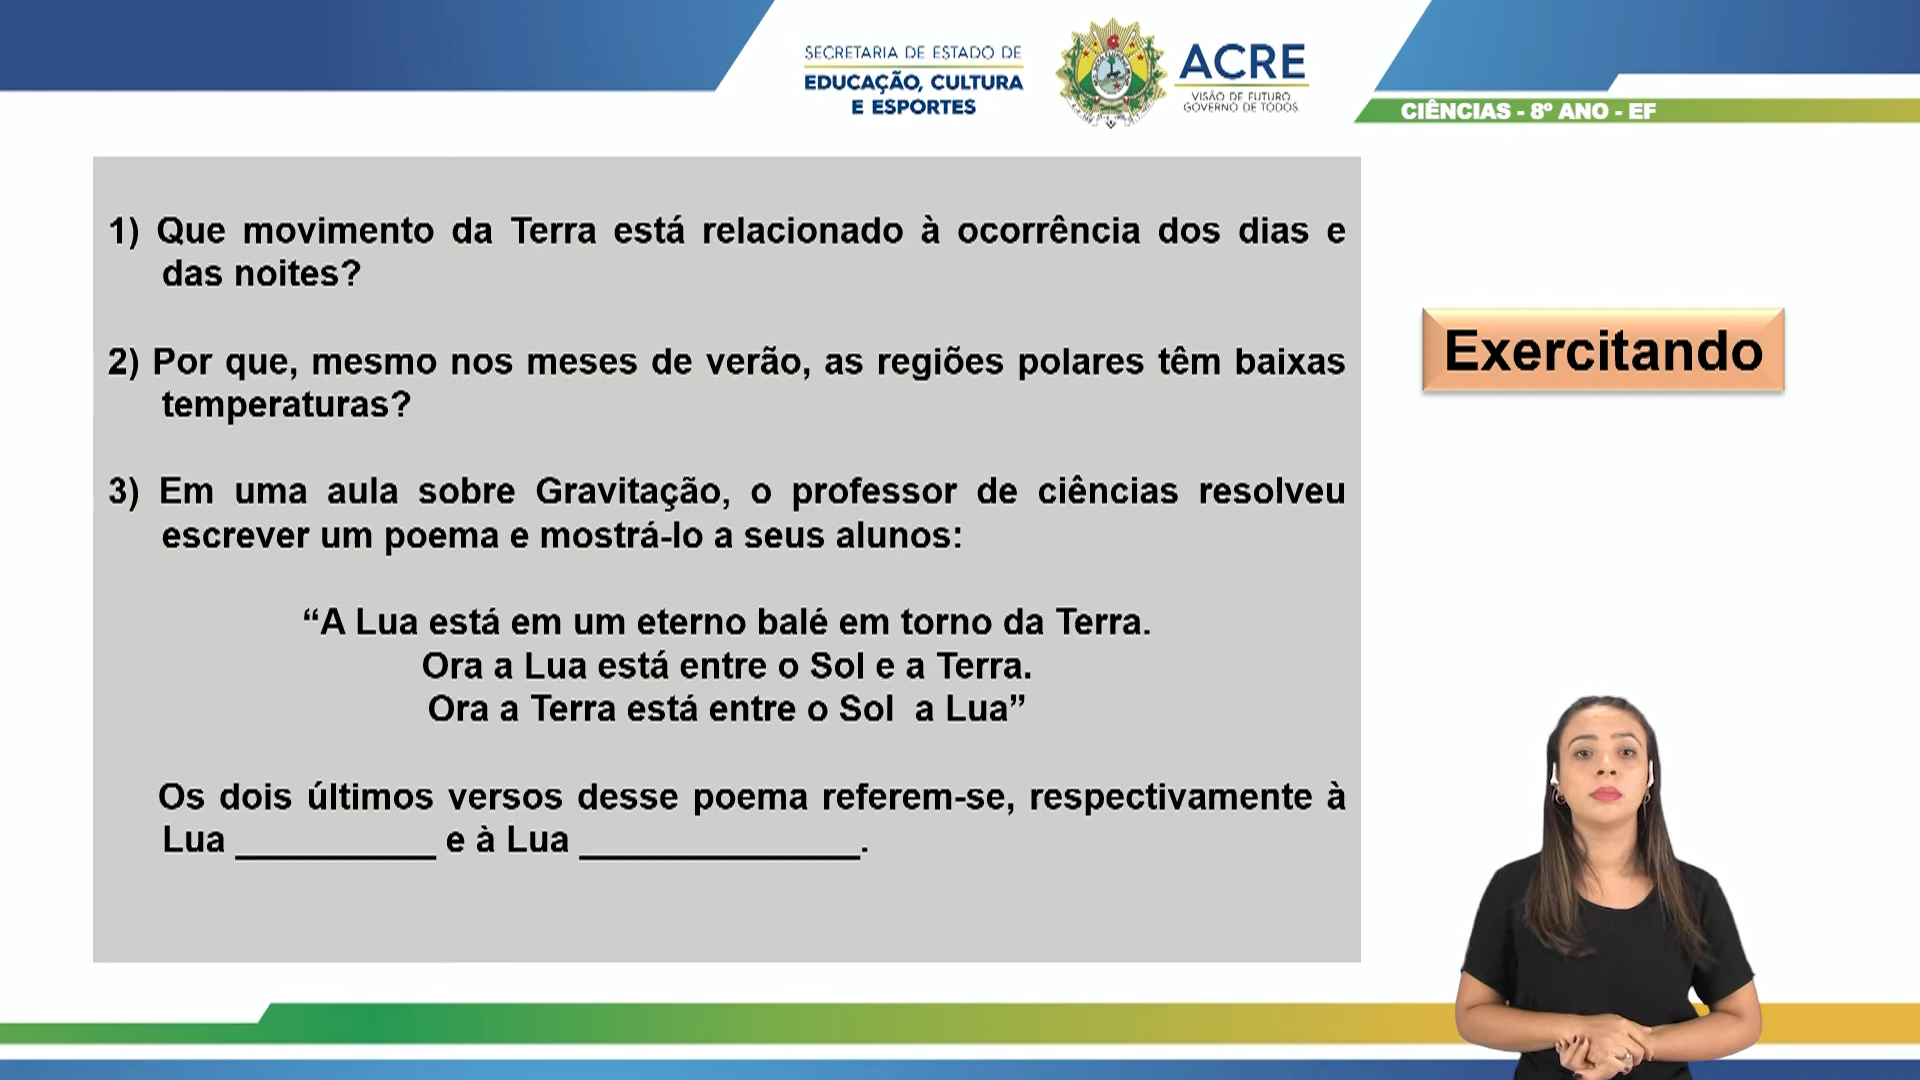 SECRETARIA DE ESTADO DE
EDUCAÇÃO, CULTURA
E ESPORTES
ACRE
VISÃO DE FUTURO
GOVERNO DE TODOS
CIÊNCIAS - 8º ANO - EF
1) Que movimento da Terra está relacionado à ocorrência dos dias e
das noites?
2) Por que, mesmo nos meses de verão, as regiões polares têm baixas
temperaturas?
3) Em uma aula sobre Gravitação, o professor de ciências resolveu
escrever um poema e mostrá-lo a seus alunos:
“A Lua está em um eterno balé em torno da Terra.
Ora a Lua está entre o Sol e a Terra.
Ora a Terra está entre o Sol  a Lua”
Os dois últimos versos desse poema referem-se, respectivamente à
Lua __________ e à Lua ______________.
Exercitando